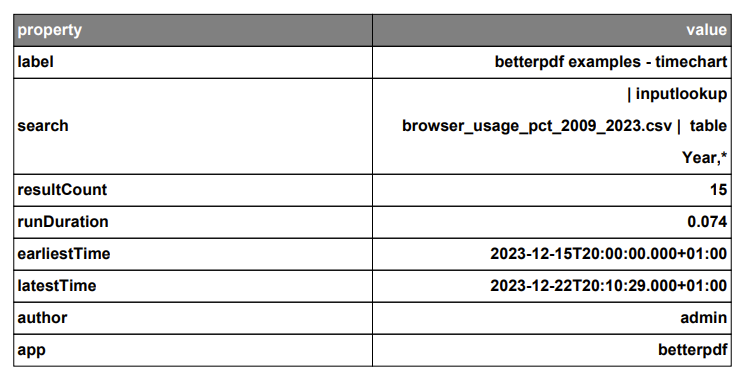 property value
label betterpdf examples - timechart
| inputlookup
search browser_usage_pct_2009_2023.csv | table
Year,*
resultCount 15
runDuration 0.074
earliestTime 2023-12-15T20:00:00.000+01:00
latestTime 2023-12-22T20:10:29.000+01:00
author admin
app betterpdf